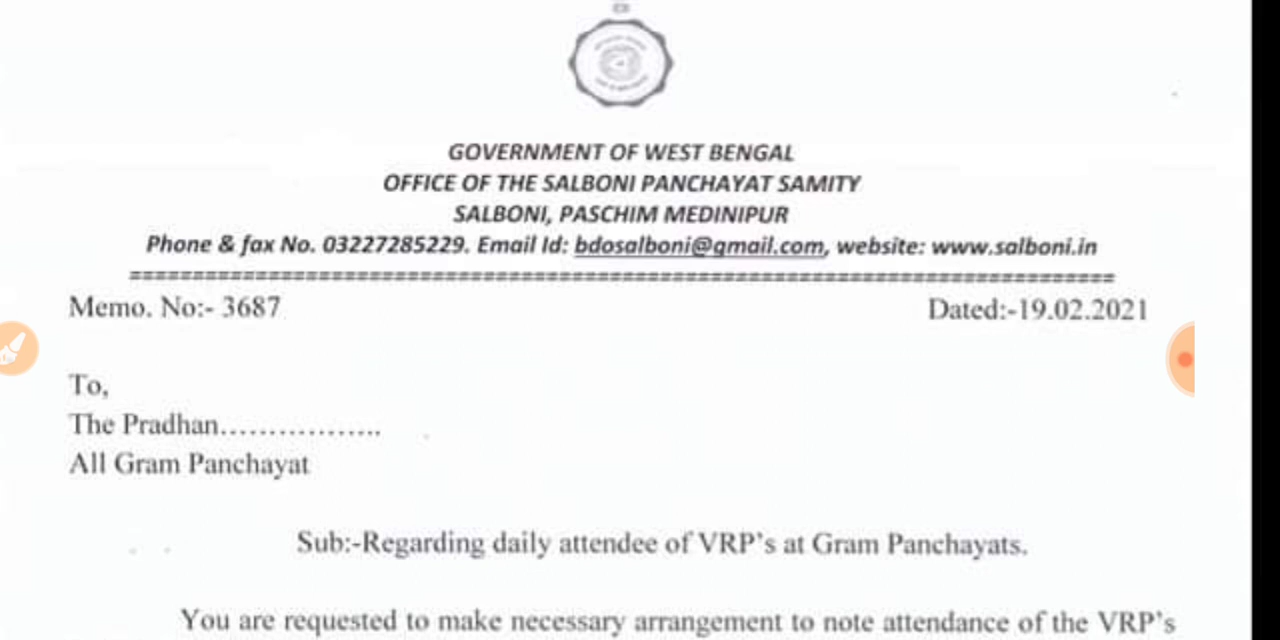 GOVERNMENT OF WEST BENGAL
OFFICE OF THE SALBONI PANCHAYAT SAMITY
SALBONI, PASCHIM MEDINIPUR
Phone & fax No. 03227285229. Email Id: bdosalboni@gmail.com, website: www.salboni.in
Memo. No:- 3687
Dated:-19.02.2021
To,
The Pradhan.................
All Gram Panchayat
Sub:-Regarding daily attendee of VRP's at Gram Panchayats.
You are requested to make necessary arrangement to note attendance of the VRP's